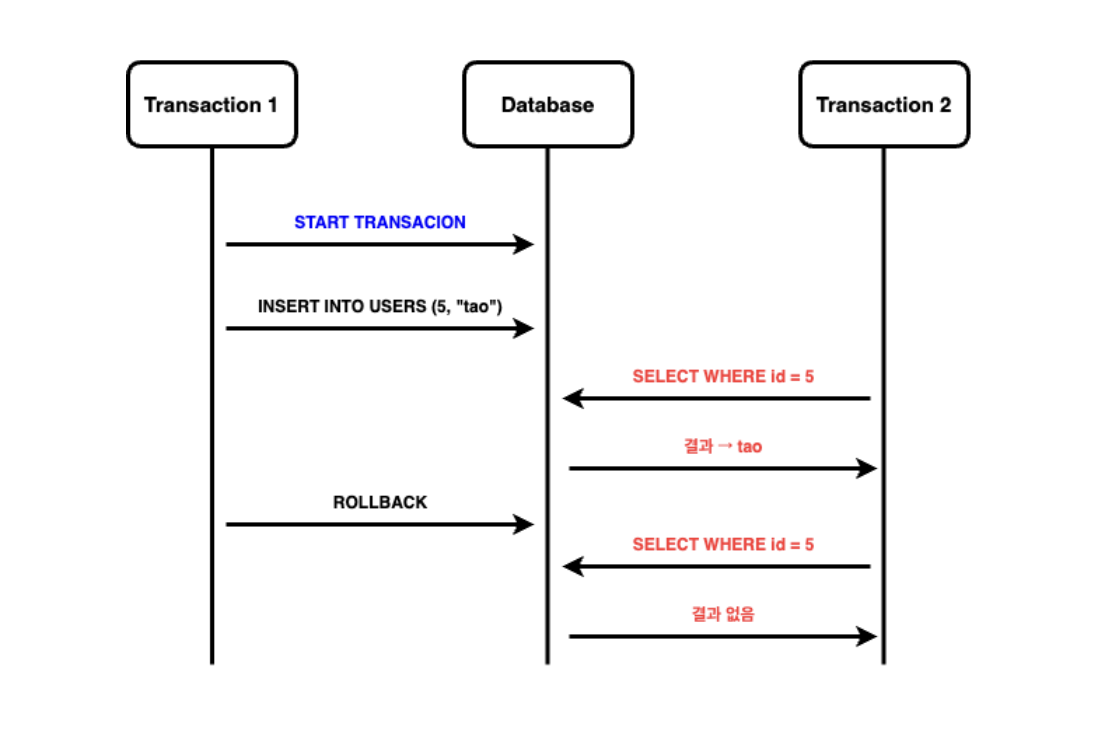 Transaction 1
Database
Transaction 2
START TRANSACION
INSERT INTO USERS (5, "tao")
SELECT WHERE id = 5
결과 → tao
ROLLBACK
SELECT WHERE id = 5
결과 없음